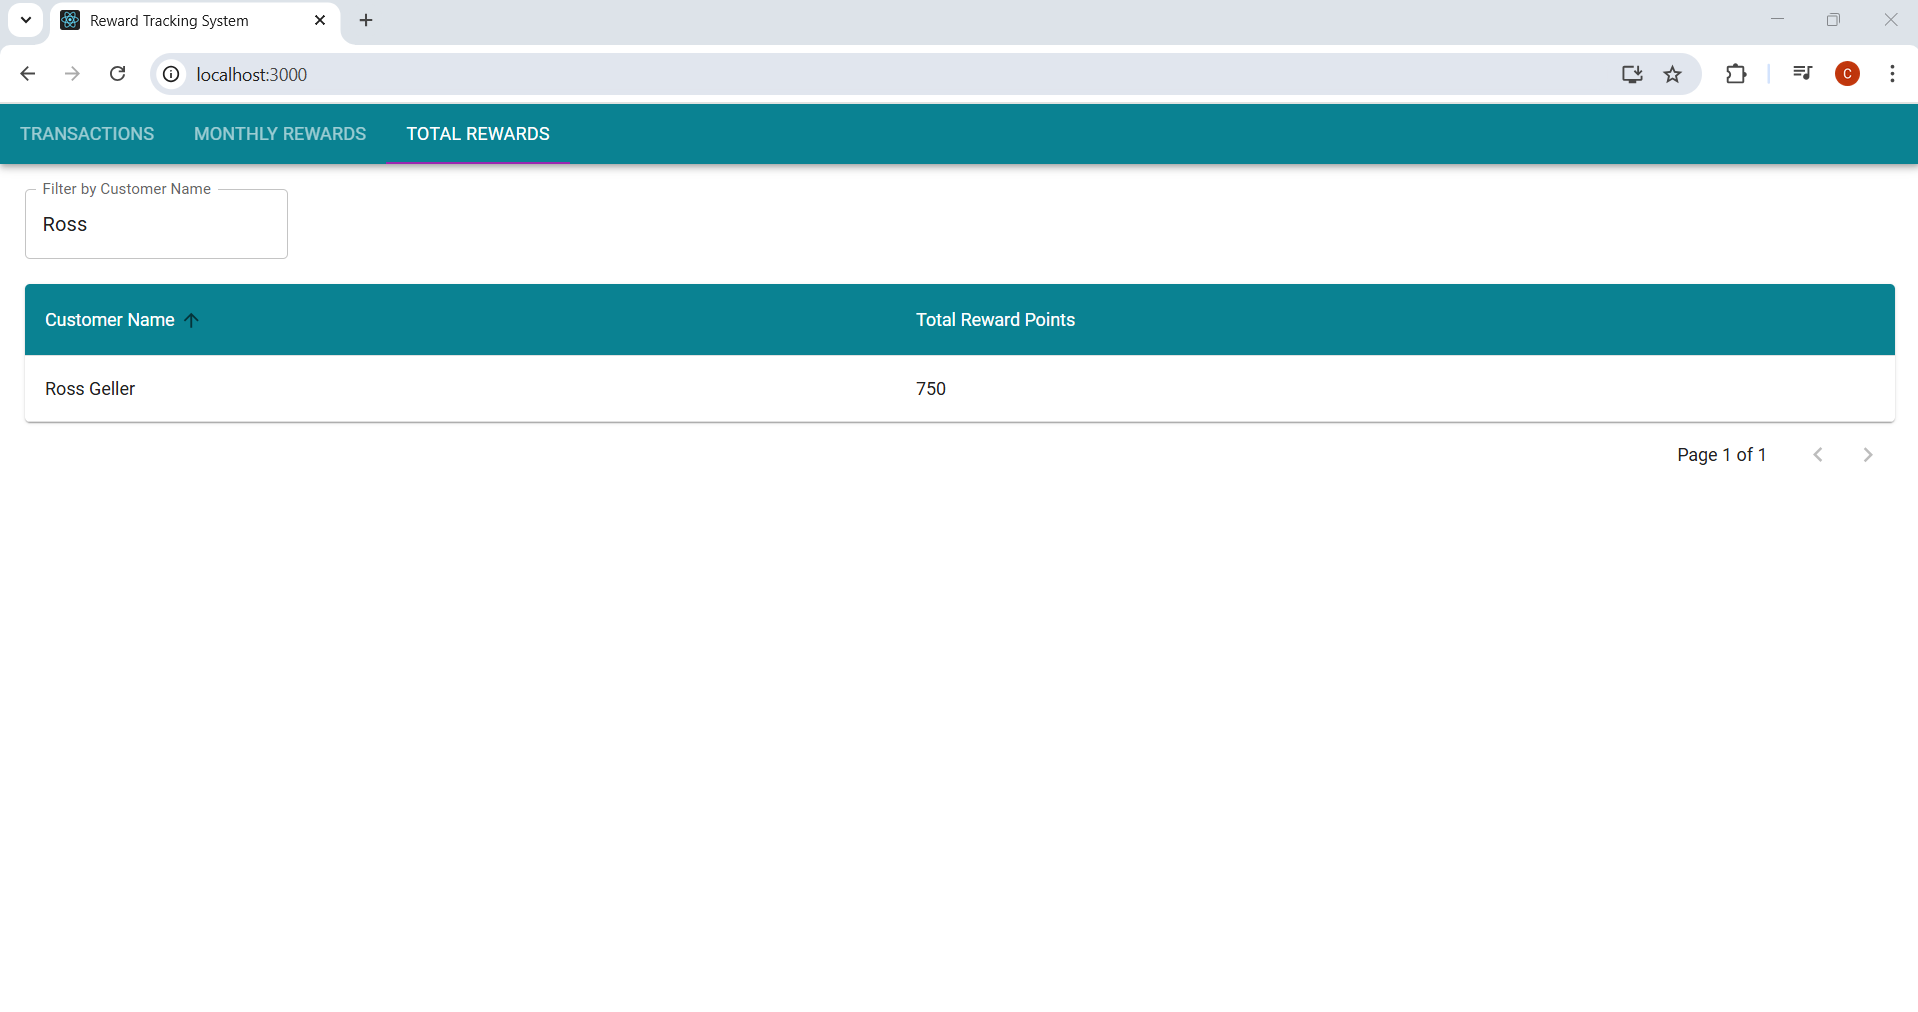 Reward Tracking System
localhost:3000
C
TRANSACTIONS MONTHLY REWARDS TOTAL REWARDS
Filter by Customer Name
Ross
Customer Name Total Reward Points
Ross Geller 750
Page 1 of 1